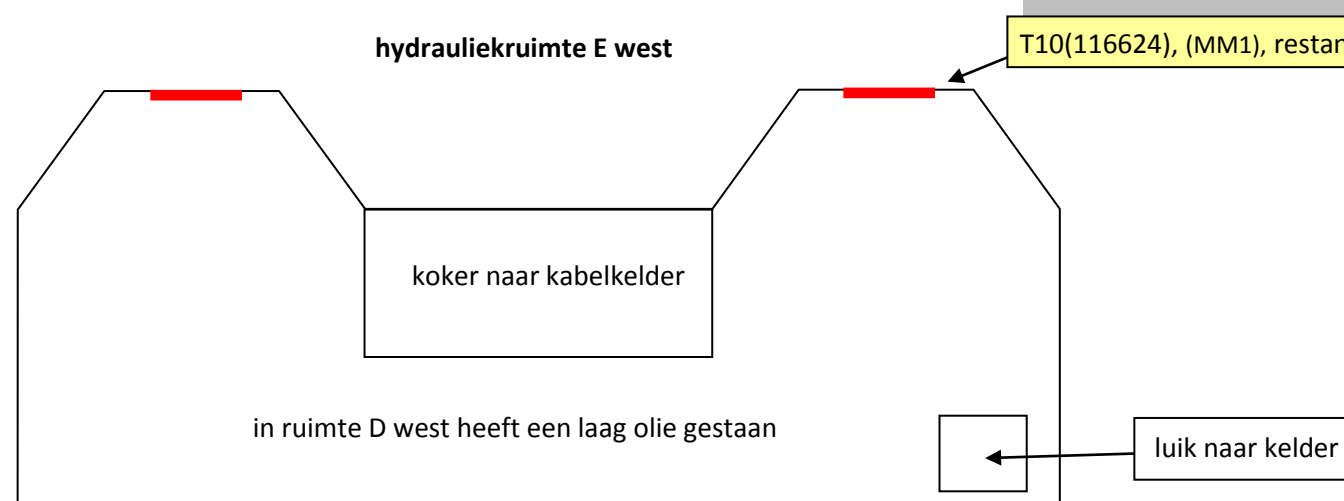 hydrauliekruimte E west
T10(116624), (MM1),
koker naar kabelkelder
in ruimte D west heeft een laag olie gestaan
luik naar kelder